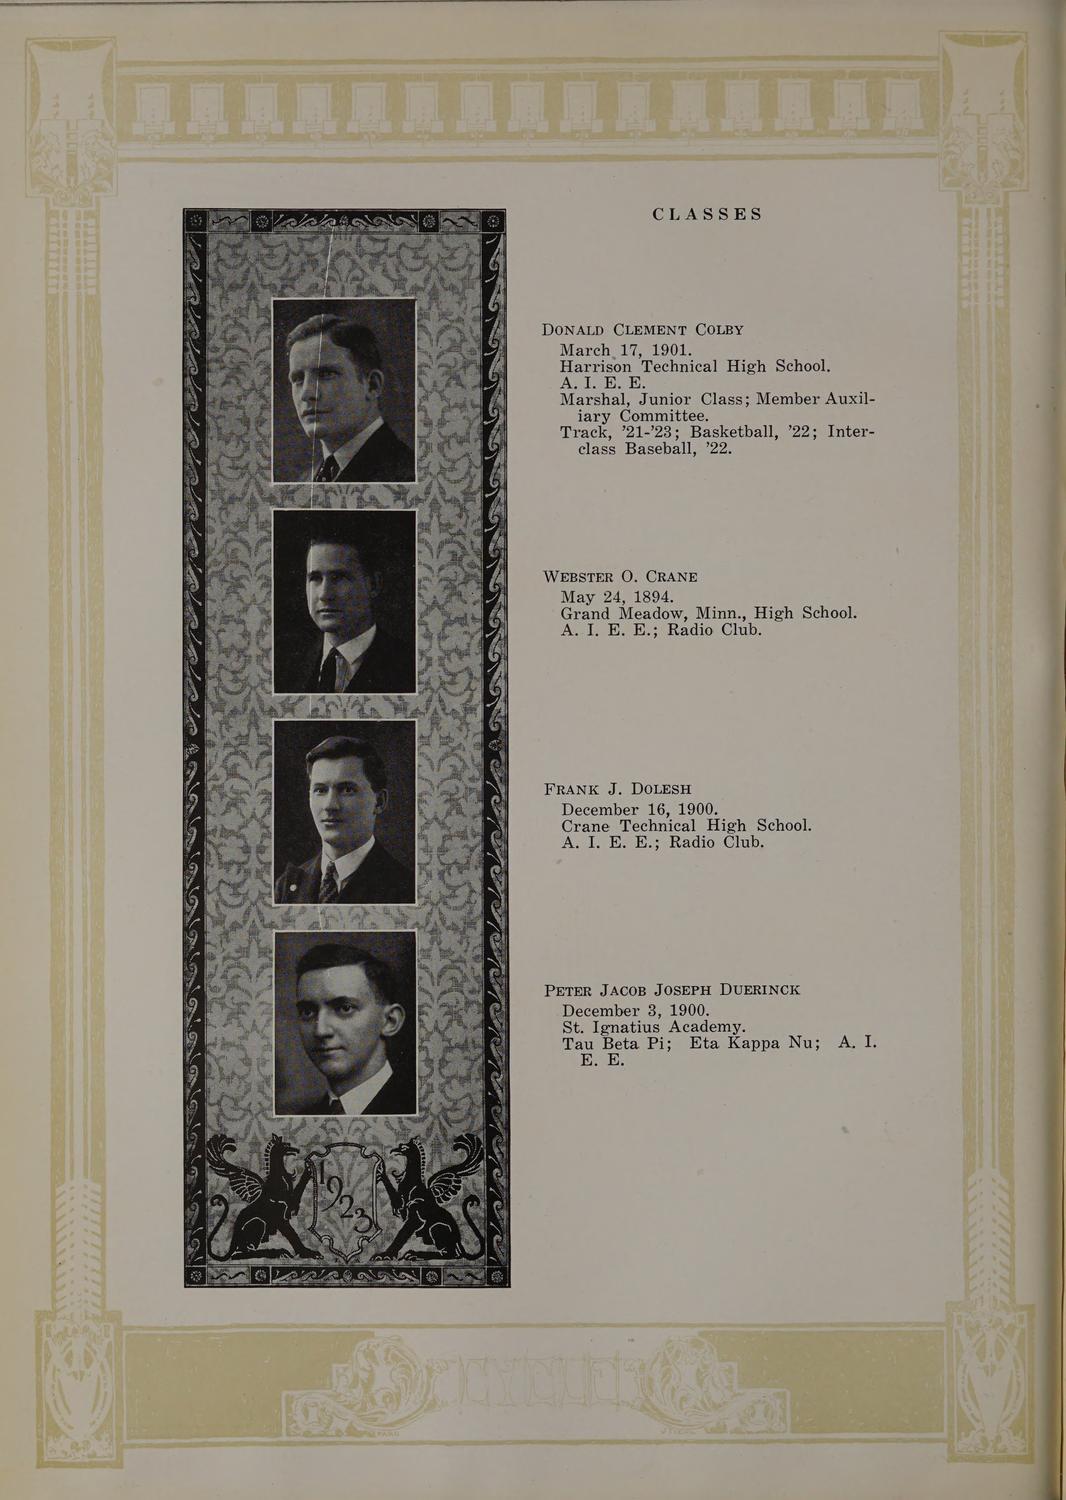 CLASSES
DONALD CLEMENT COLBY
March 17, 1901.
Harrison Technical High School.
A. I. E. E.
Marshal, Junior Class; Member Auxil-
iary Committee.
Track, ’21-’23; Basketball, ’22; Inter-
class Baseball, ’22.
WEBSTER O. CRANE
May 24, 1894.
Grand Meadow, Minn., High School.
A. I. E. E.; Radio Club.
FRANK J. DOLESH
December 16, 1900.
Crane Technical High School.
A. I. E. E.; Radio Club.
PETER JACOB JOSEPH DUERINCK
December 3, 1900.
St. Ignatius Academy.
Tau Beta Pi; Eta Kappa Nu; A. I.
E. E.
1923